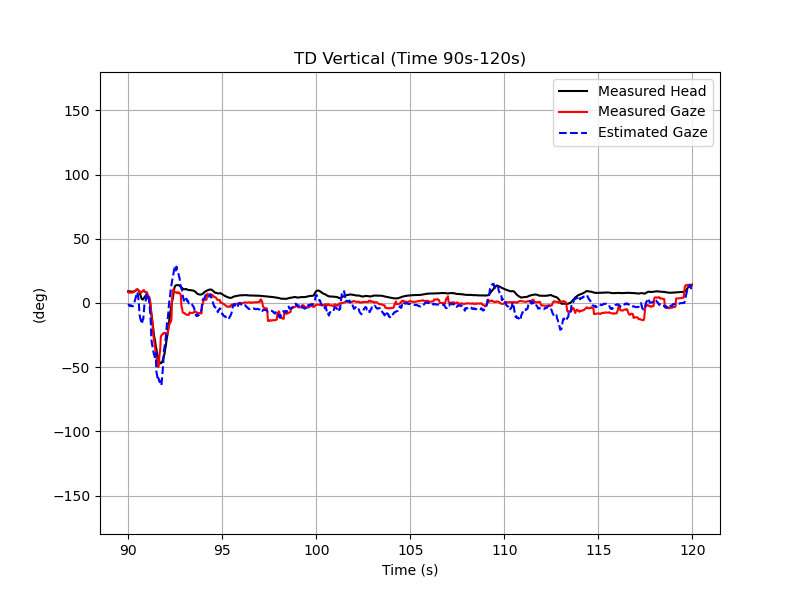 TD Vertical (Time 90s-120s)
Measured Head
Measured Gaze
Estimated Gaze
150
100
50
0
−50
−100
−150
(deg)
90 95 100 105 110 115 120
Time (s)